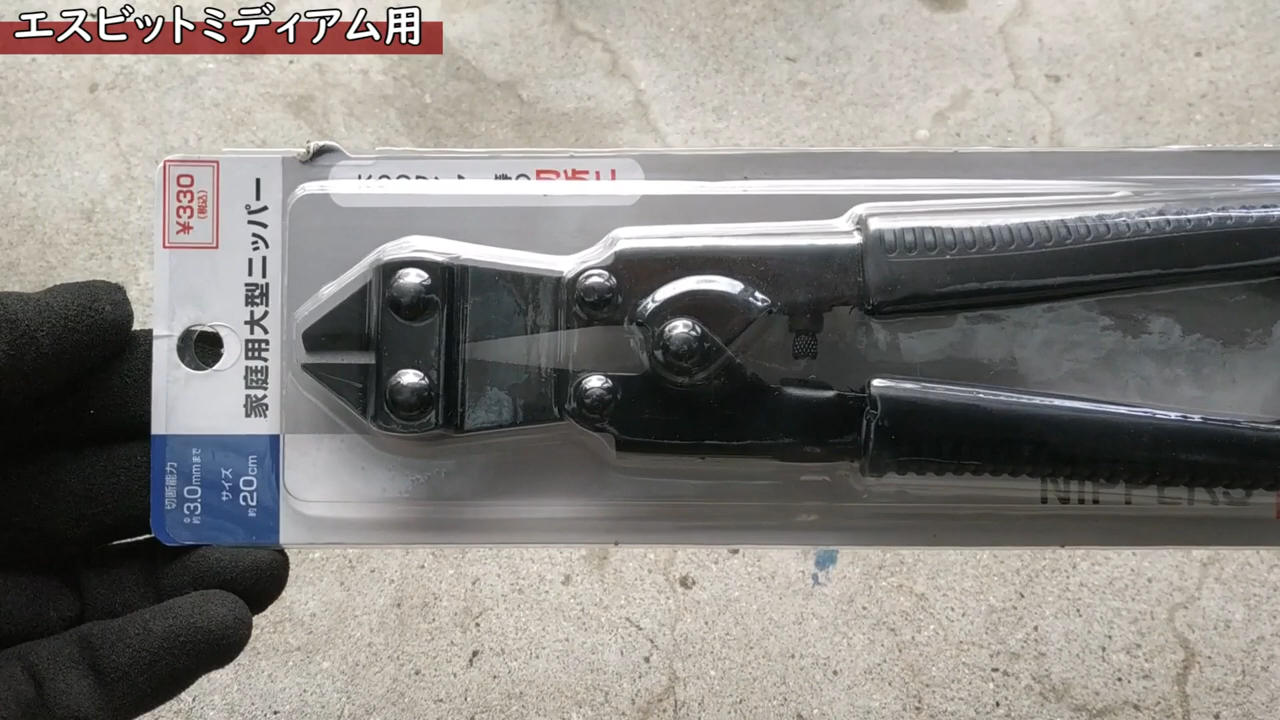 エスビットミディアム用
¥330
(税込)
家庭用大型ニッパー
切断能力
φ約3.0mmまで
サイズ
約20cm
NIPPERS